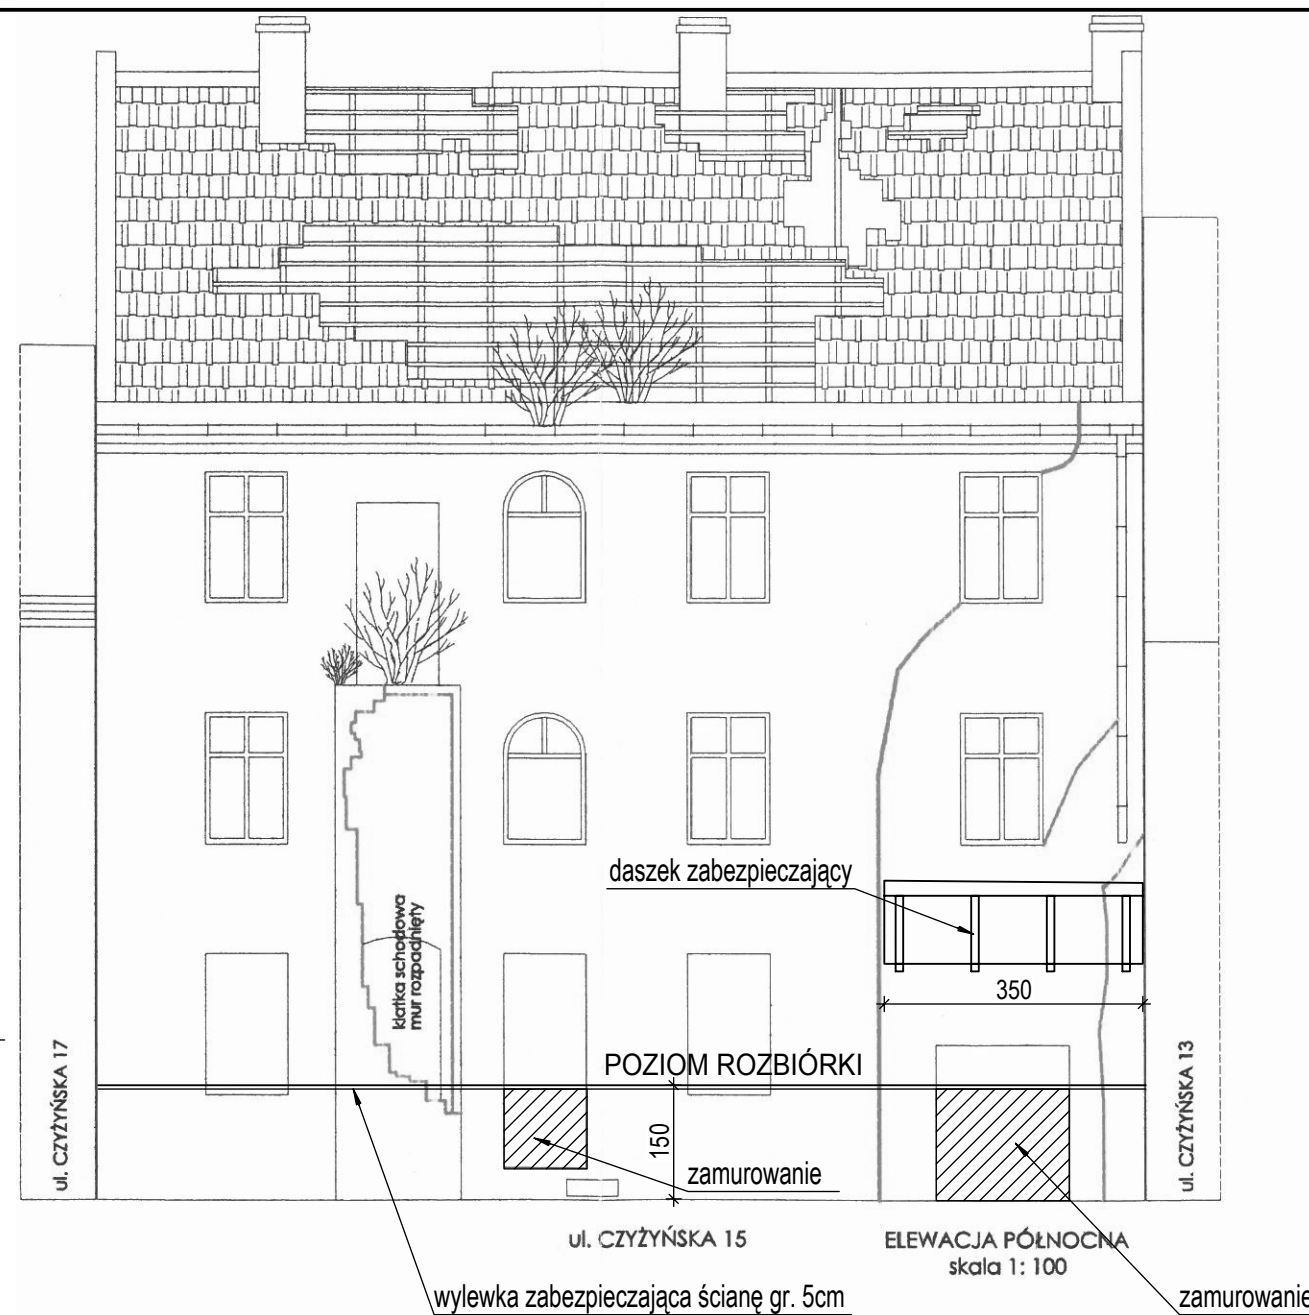 daszek zabezpieczający
klatka schodowa
mur rozpadnięty
350
ul. CZYŻYŃSKA 17
POZIOM ROZBIÓRKI
ul. CZYŻYŃSKA 13
150
zamurowanie
ul. CZYŻYŃSKA 15
ELEWACJA PÓŁNOCNA
skala 1: 100
wylewka zabezpieczająca ścianę gr. 5cm
zamurowanie